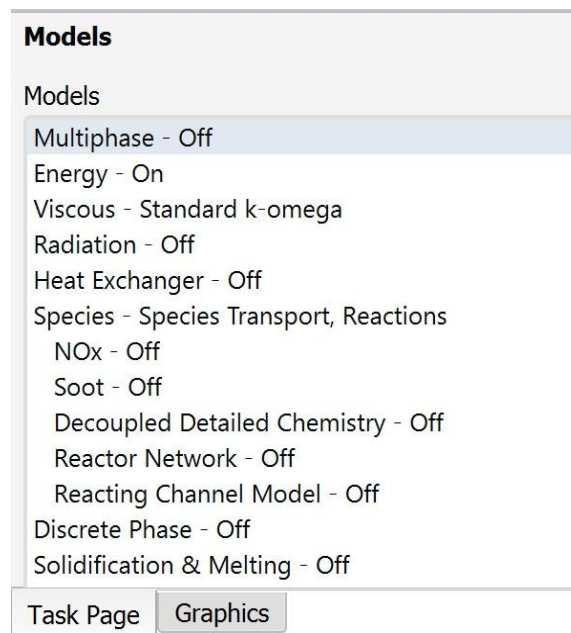 Models
Models
Multiphase - Off
Energy - On
Viscous - Standard k-omega
Radiation - Off
Heat Exchanger - Off
Species - Species Transport, Reactions
NOx - Off
Soot - Off
Decoupled Detailed Chemistry - Off
Reactor Network - Off
Reacting Channel Model - Off
Discrete Phase - Off
Solidification & Melting - Off
Task Page Graphics